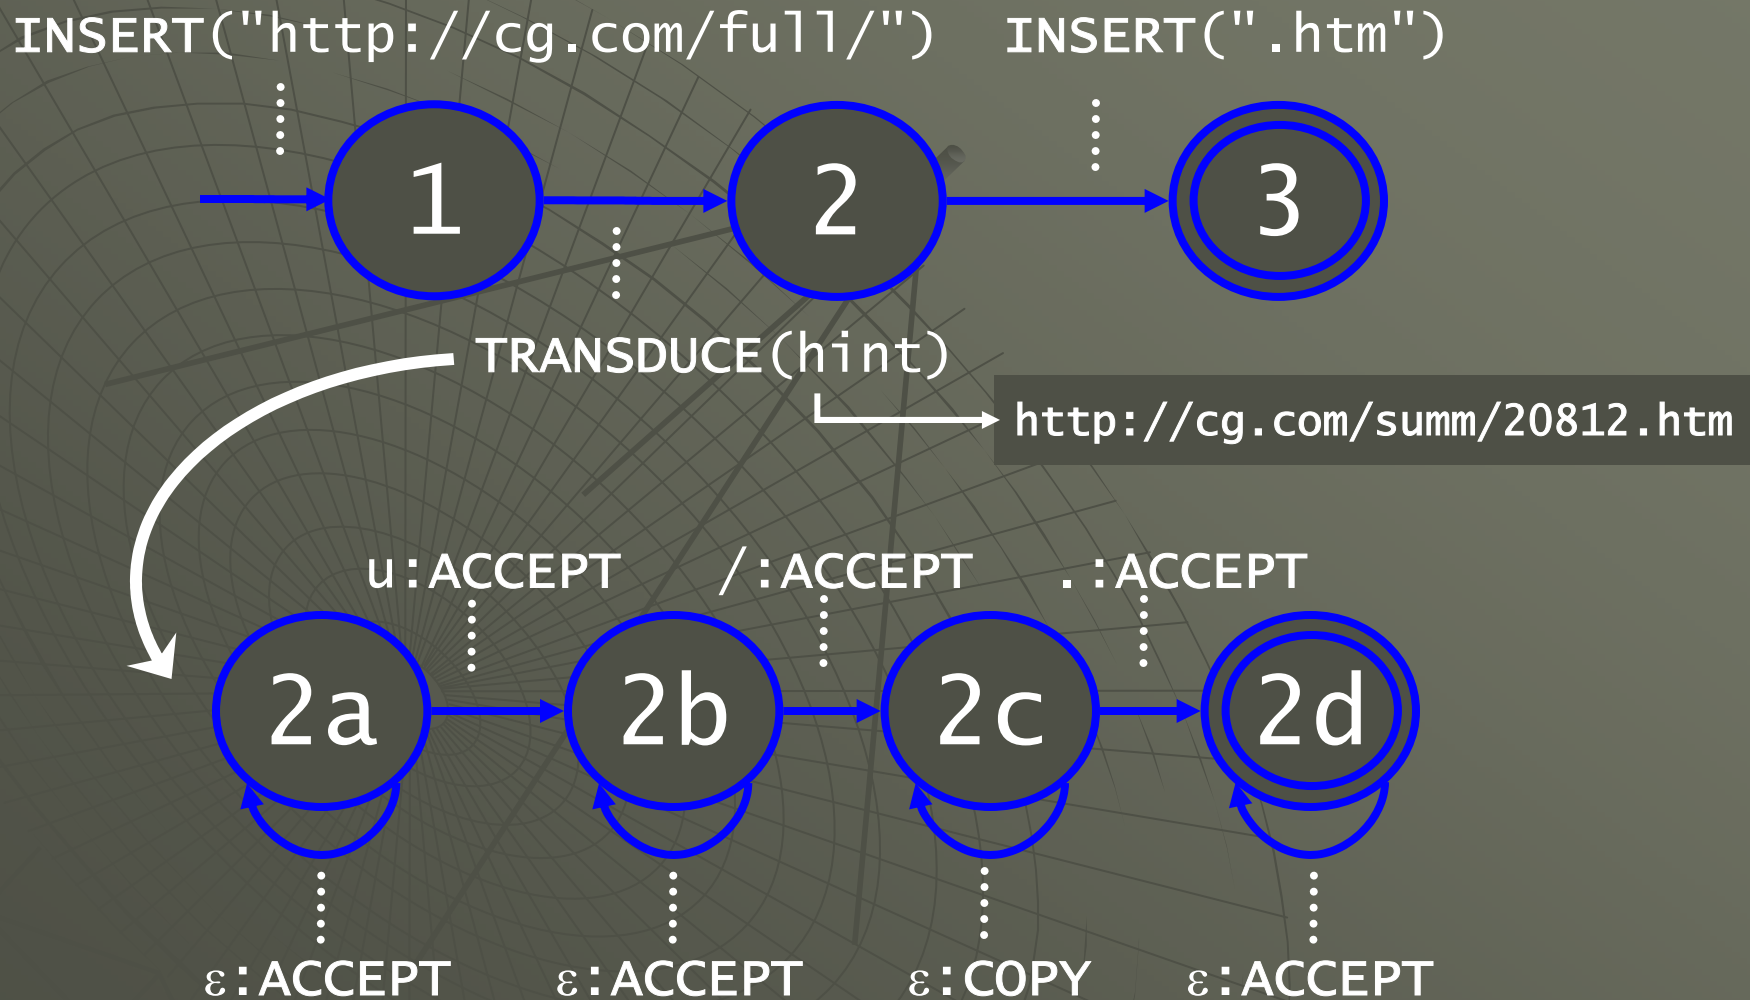 INSERT("http://cg.com/full/") INSERT(".htm")
1 2 3
TRANSDUCE(hint)
http://cg.com/summ/20812.htm
u:ACCEPT /:ACCEPT .:ACCEPT
2a 2b 2c 2d
ε:ACCEPT ε:ACCEPT ε:COPY ε:ACCEPT